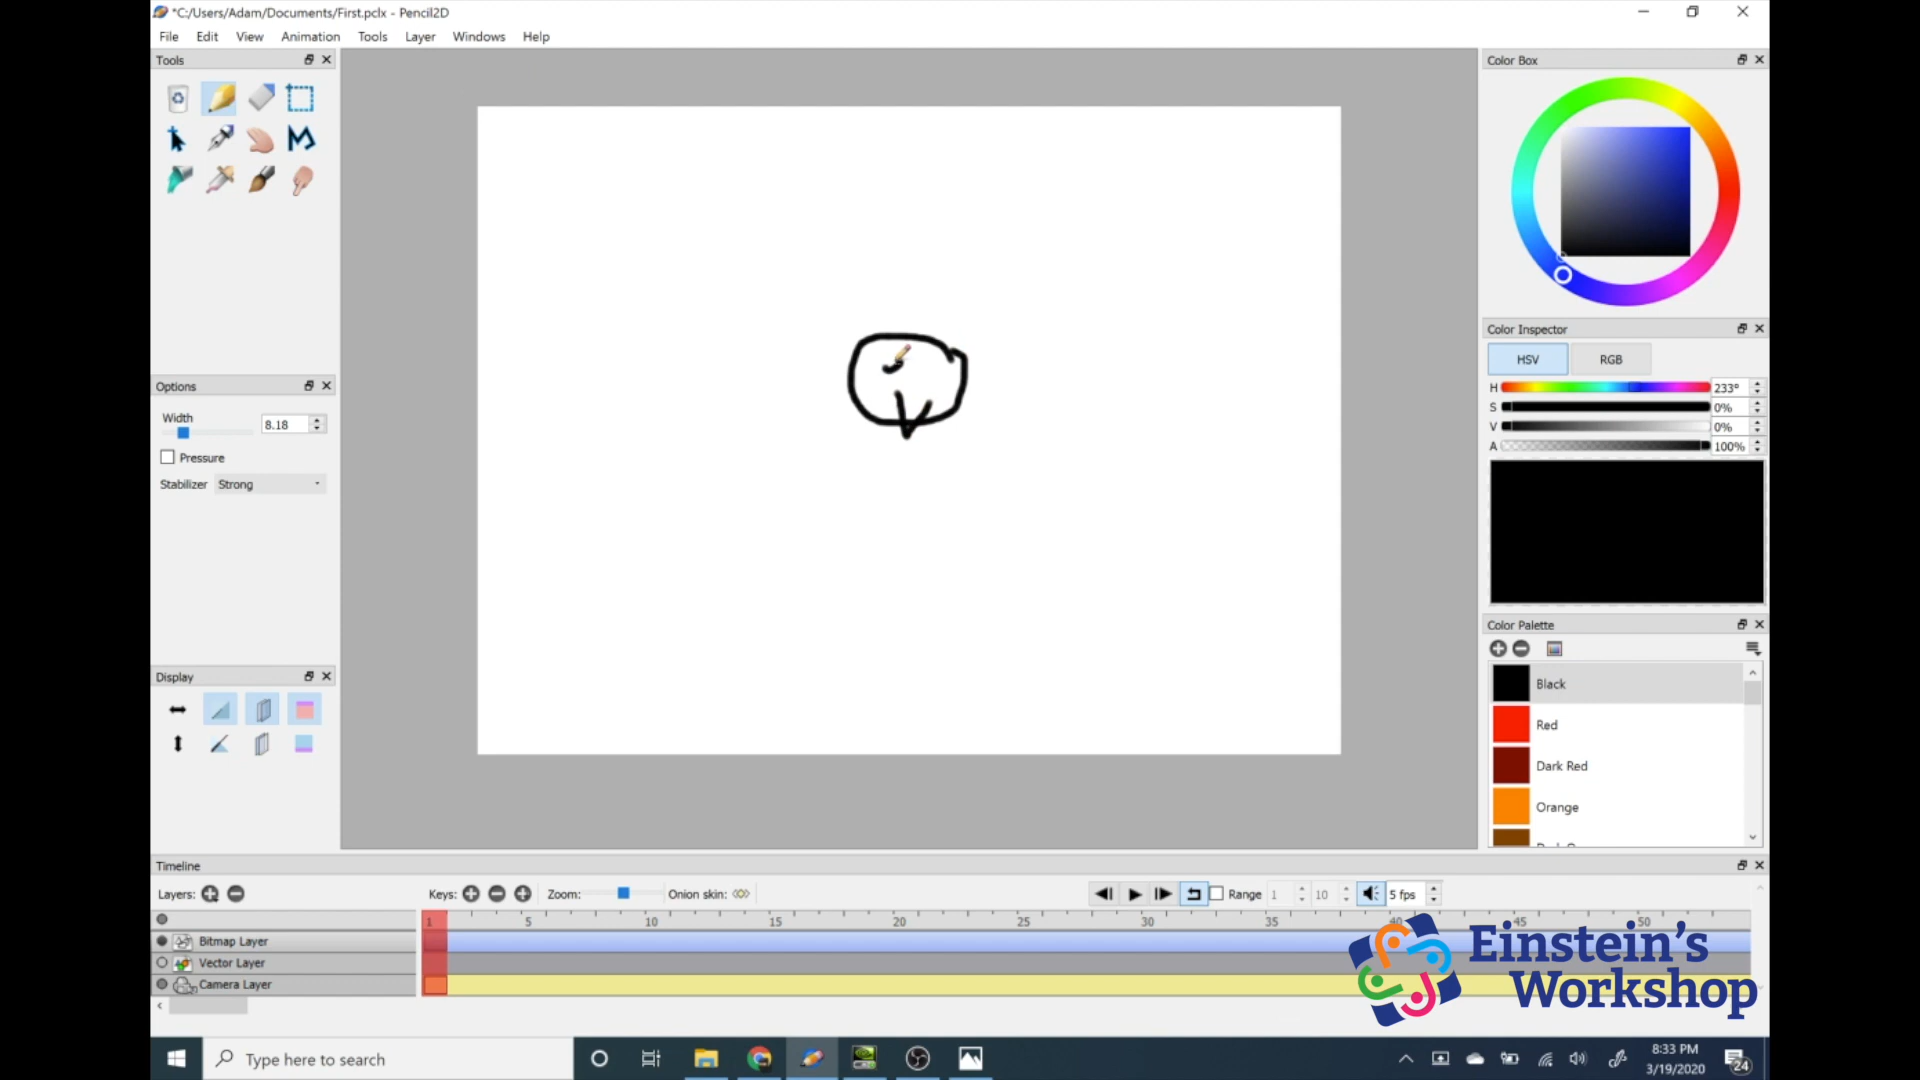 *C:/Users/Adam/Documents/First.pclx - Pencil2D
File Edit View Animation Tools Layer Windows Help
Tools
Color Box
Color Inspector
HSV RGB
H 233°
S 0%
V 0%
A 100%
Options
Width
8.18
Pressure
Stabilizer Strong
Color Palette
Black
Red
Dark Red
Orange
Display
Timeline
Layers: Keys: Zoom: Onion skin: Range 1 10 5 fps
1 5 10 15 20 25 30 35 40 45 50
Bitmap Layer
Vector Layer
Camera Layer
Einstein's
Workshop
Type here to search
8:33 PM
3/19/2020
24